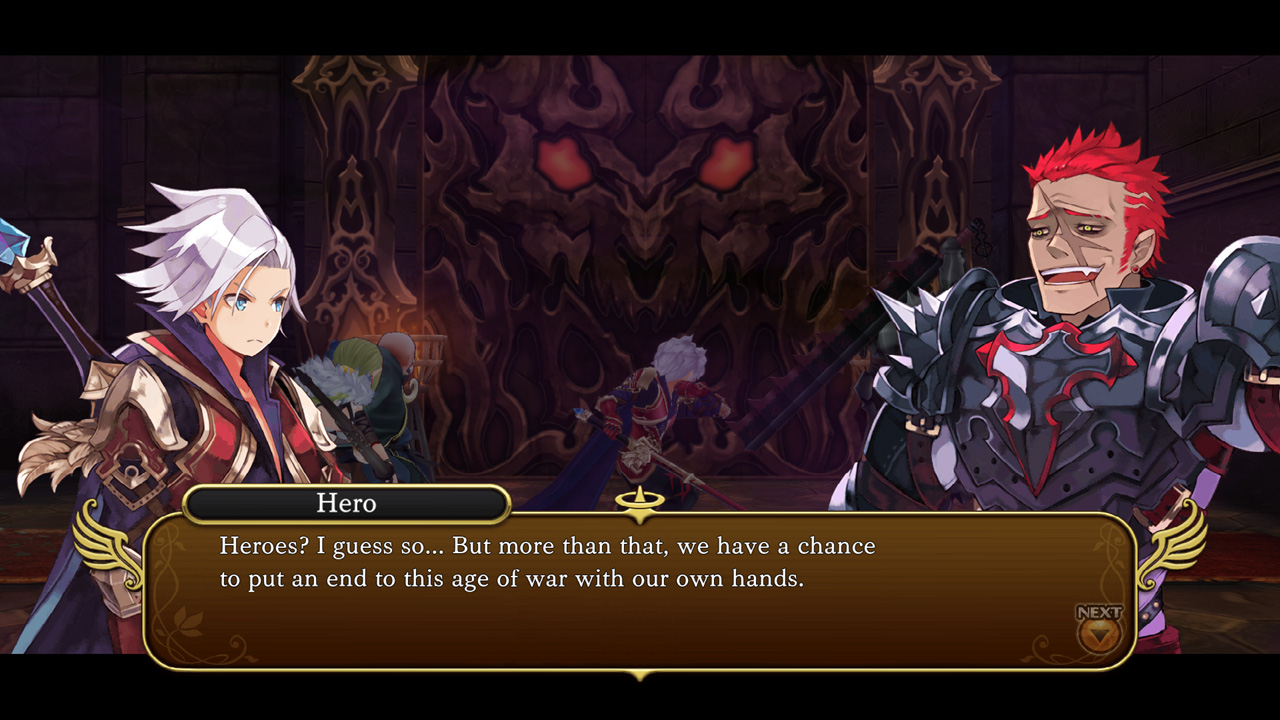 Hero
Heroes? I guess so... But more than that, we have a chance
to put an end to this age of war with our own hands.
NEXT